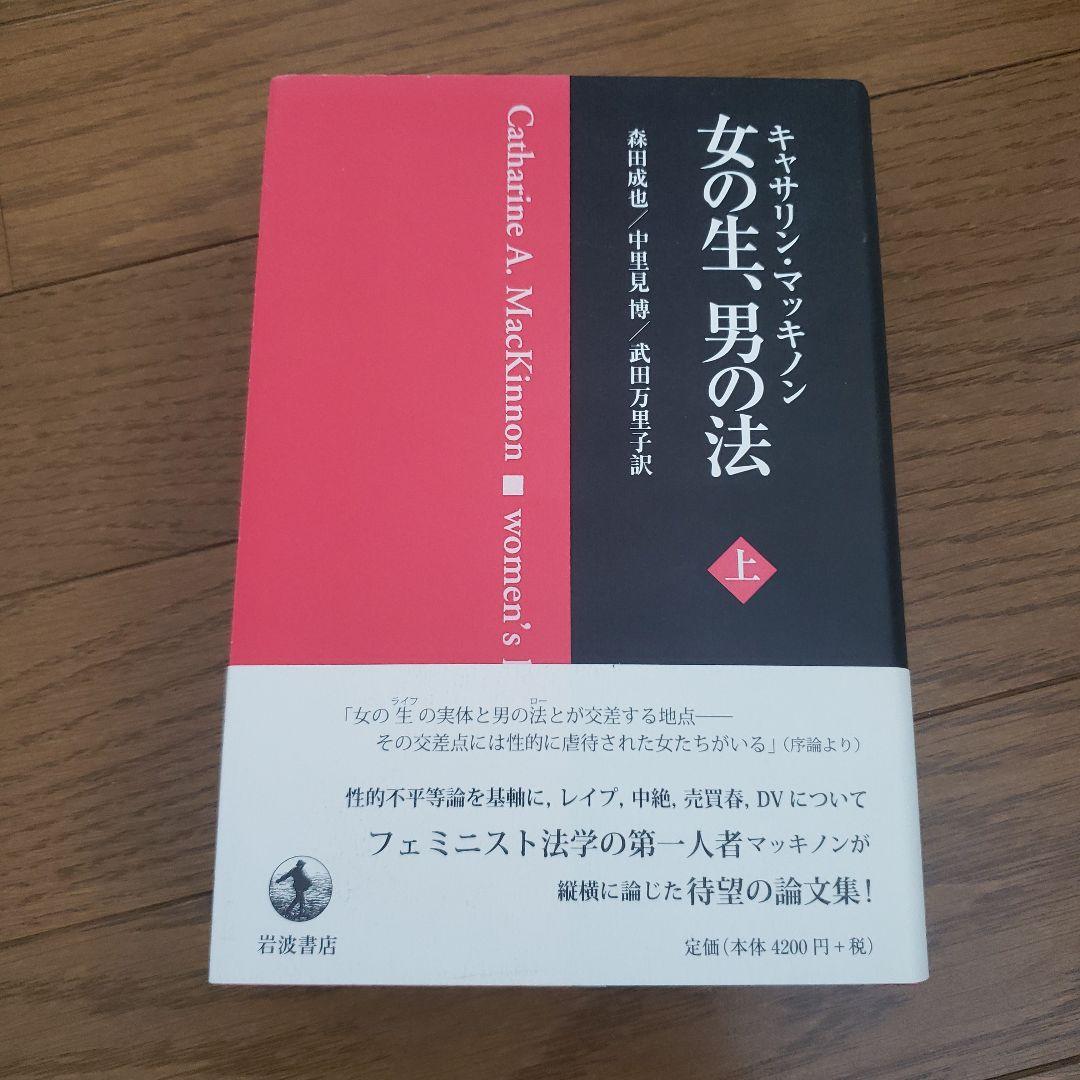 キャサリン・マッキノン
女の生、男の法
森田成也／中里見 博／武田万里子訳
上
Catharine A. MacKinnon ■ women's
ライフ ロー
「女の生の実体と男の法とが交差する地点——
その交差点には性的に虐待された女たちがいる」（序論より）
性的不平等論を基軸に，レイプ，中絶，売買春，DVについて
フェミニスト法学の第一人者マッキノンが
縦横に論じた待望の論文集！
岩波書店
定価（本体 4200 円＋税）